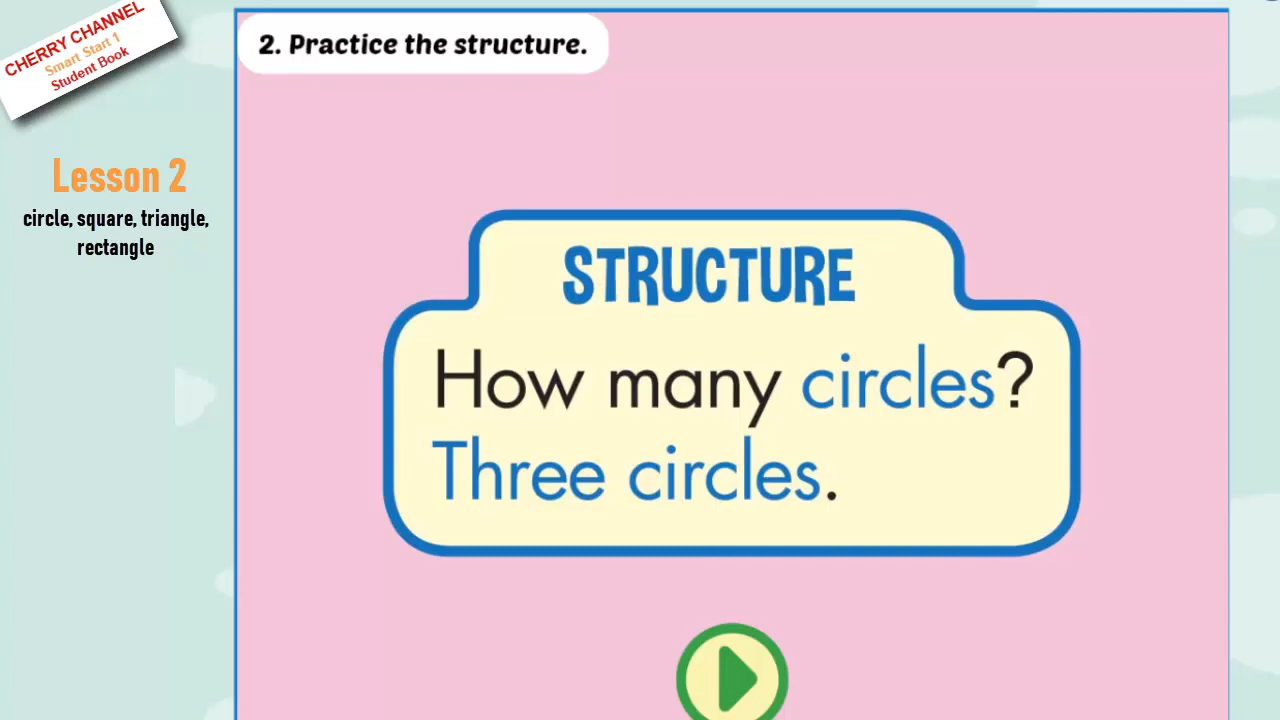 CHERRY CHANNEL
Smart Start 1
Student Book
2. Practice the structure.
Lesson 2
circle, square, triangle,
rectangle
STRUCTURE
How many circles?
Three circles.